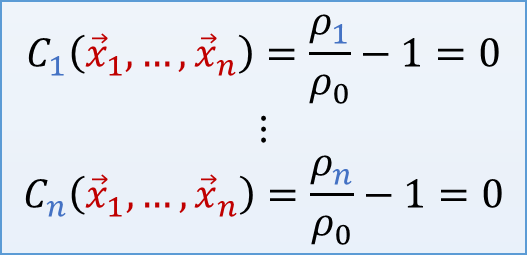 C₁(x⃗₁, …, x⃗ₙ) = ρ₁/ρ₀ − 1 = 0
⋮
Cₙ(x⃗₁, …, x⃗ₙ) = ρₙ/ρ₀ − 1 = 0